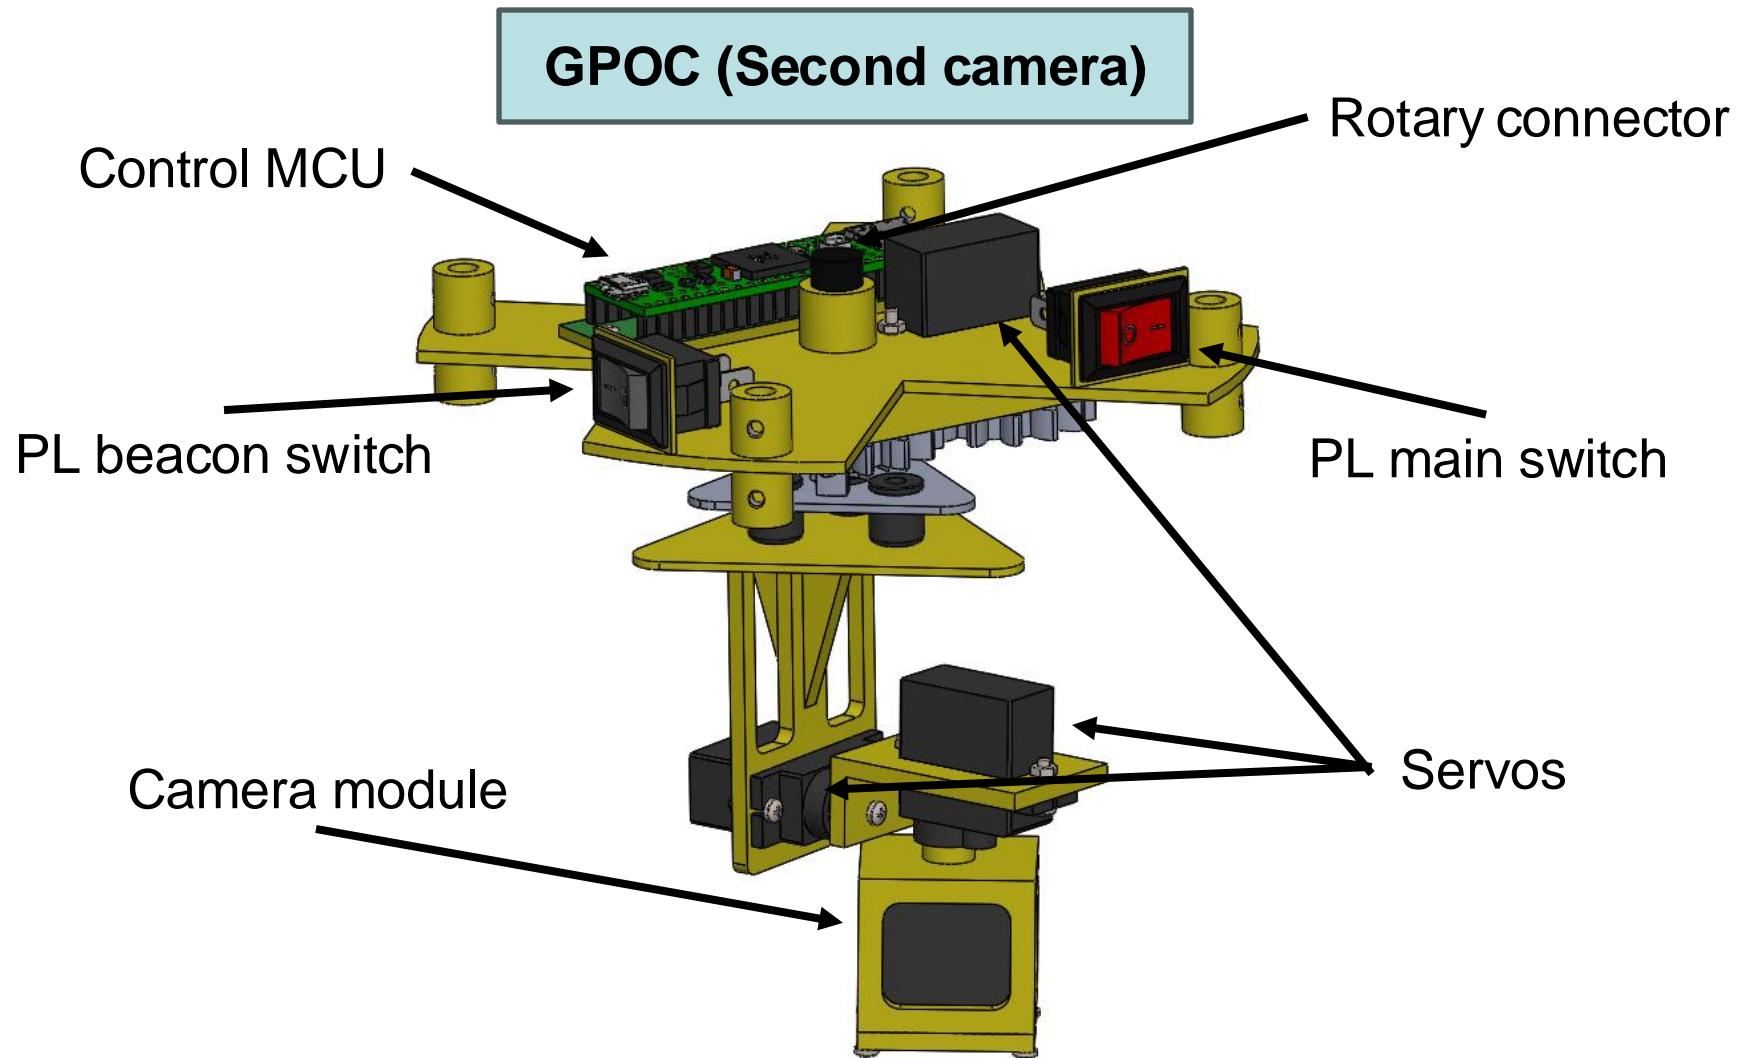 GPOC (Second camera)
Rotary connector
Control MCU
PL beacon switch
PL main switch
Camera module
Servos